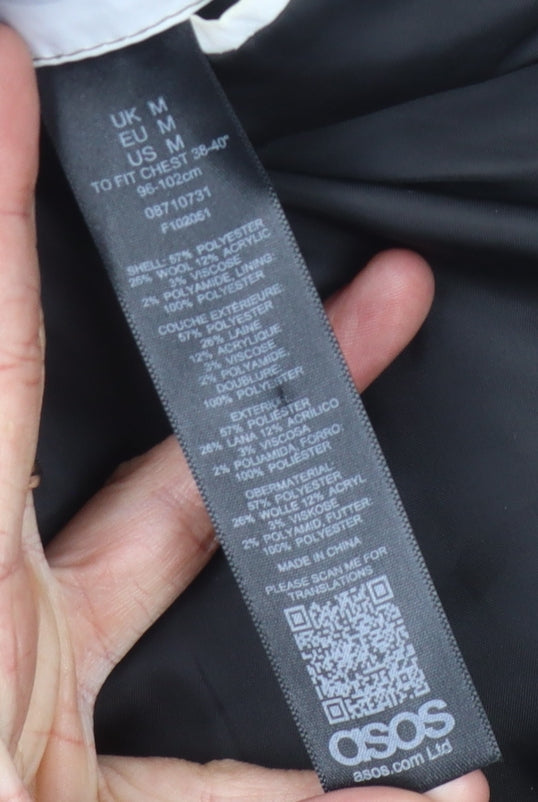 UK M
EU M
US M
TO FIT CHEST 38-40"
96-102cm
08710731
F102051
SHELL: 57% POLYESTER
26% WOOL 12% ACRYLIC
3% VISCOSE
2% POLYAMIDE, LINING:
100% POLYESTER
COUCHE EXTÉRIEURE:
57% POLYESTER
26% LAINE
12% ACRYLIQUE
3% VISCOSE
2% POLYAMIDE,
DOUBLURE:
100% POLYESTER
57% POLIÉSTER
26% LANA 12% ACRÍLICO
3% VISCOSA
2% POLIAMIDA, FORRO:
100% POLIÉSTER
OBERMATERIAL:
57% POLYESTER
26% WOLLE 12% ACRYL
3% VISKOSE
2% POLYAMID, FUTTER:
100% POLYESTER
MADE IN CHINA
PLEASE SCAN ME FOR
TRANSLATIONS
asos
asos.com Ltd